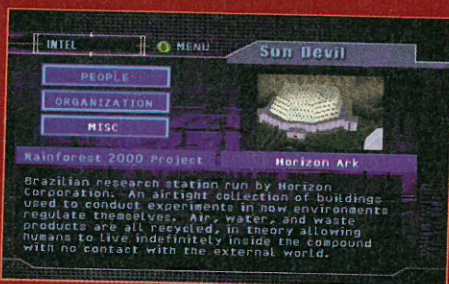 INTEL
MENU
Sun Devil
PEOPLE
ORGANIZATION
MISC
Rainforest 2000 Project Horizon Ark
Brazilian research station run by Horizon
Corporation. An airtight collection of buildings
used to conduct experiments in how environments
regulate themselves. Air, water, and waste
products are all recycled, in theory allowing
humans to live indefinitely inside the compound
with no contact with the external world.